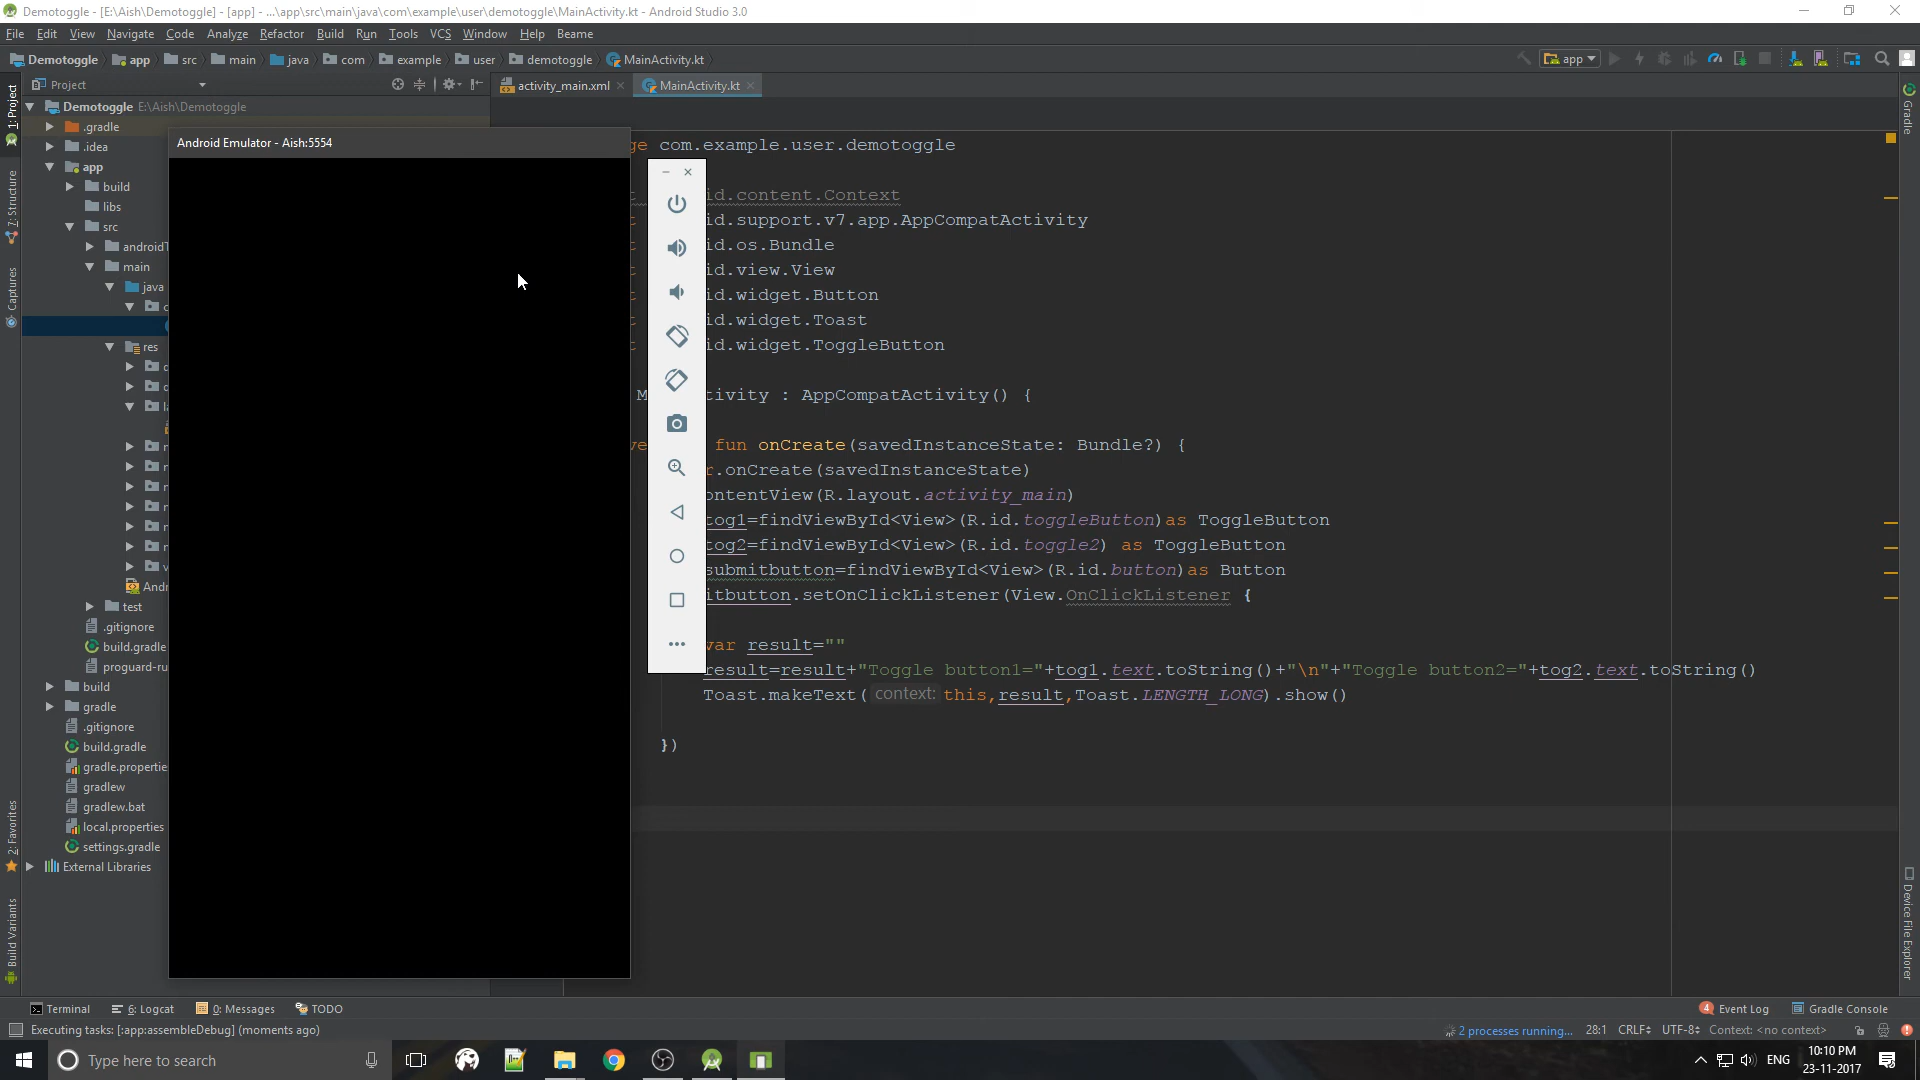 Demotoggle - [E:\Aish\Demotoggle] - [app] - ...\app\src\main\java\com\example\user\demotoggle\MainActivity.kt - Android Studio 3.0
File Edit View Navigate Code Analyze Refactor Build Run Tools VCS Window Help Beame
Demotoggle app src main java com example user demotoggle MainActivity.kt
app
Project
activity_main.xml
MainActivity.kt
1: Project
7: Structure
Captures
2: Favorites
Build Variants
Demotoggle E:\Aish\Demotoggle
.gradle
.idea
app
build
libs
src
androidT
main
java
res
Andr
test
.gitignore
build.gradle
proguard-ru
build
gradle
.gitignore
build.gradle
gradle.propertie
gradlew
gradlew.bat
local.properties
settings.gradle
External Libraries
Android Emulator - Aish:5554
ge com.example.user.demotoggle
t id.content.Context
t id.support.v7.app.AppCompatActivity
t id.os.Bundle
t id.view.View
t id.widget.Button
t id.widget.Toast
t id.widget.ToggleButton
M tivity : AppCompatActivity() {
ve fun onCreate(savedInstanceState: Bundle?) {
r.onCreate(savedInstanceState)
ontentView(R.layout.activity_main)
tog1=findViewById<View>(R.id.toggleButton)as ToggleButton
tog2=findViewById<View>(R.id.toggle2) as ToggleButton
submitbutton=findViewById<View>(R.id.button)as Button
itbutton.setOnClickListener(View.OnClickListener {
var result=""
result=result+"Toggle button1="+tog1.text.toString()+"\n"+"Toggle button2="+tog2.text.toString()
Toast.makeText( context: this,result,Toast.LENGTH_LONG).show()
})
Gradle
Device File Explorer
Terminal 6: Logcat 0: Messages TODO
4 Event Log Gradle Console
Executing tasks: [:app:assembleDebug] (moments ago)
2 processes running... 28:1 CRLF UTF-8 Context: <no context>
Type here to search
ENG
10:10 PM
23-11-2017